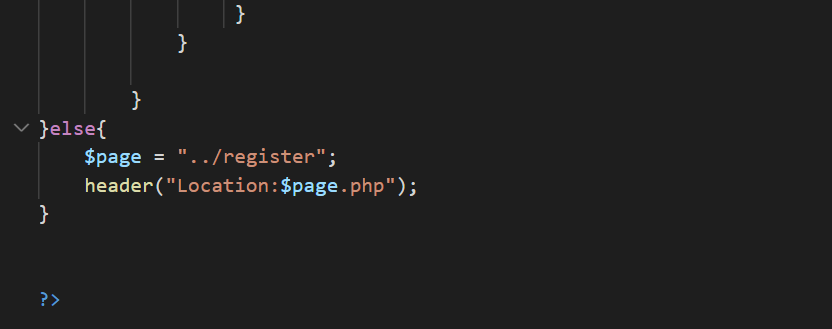 }
}
}
}else{
$page = "../register";
header("Location:$page.php");
}
?>